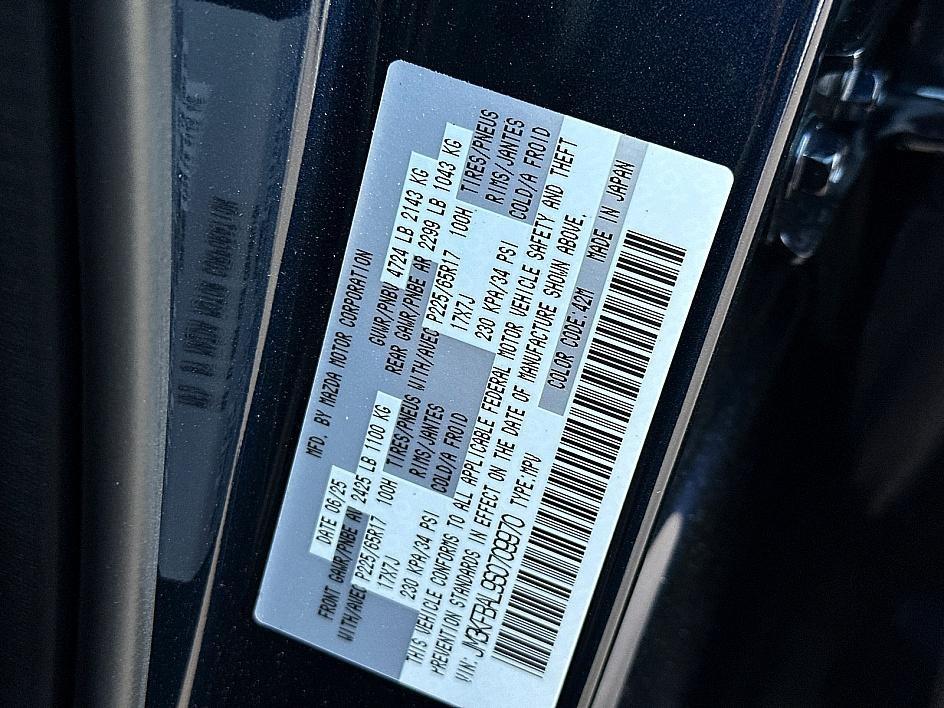 MFD. BY MAZDA MOTOR CORPORATION
DATE 06/25 GWWR/PNBV 4724 LB 2143 KG
FRONT GAWR/PNBE AV 2425 LB 1100 KG REAR GAWR/PNBE AR 2299 LB 1043 KG
WITH/AVEC P225/65R17 100H TIRES/PNEUS WITH/AVEC P225/65R17 100H TIRES/PNEUS
17X7J RIMS/JANTES 17X7J RIMS/JANTES
230 KPA/34 PSI COLD/A FROID 230 KPA/34 PSI COLD/A FROID
THIS VEHICLE CONFORMS TO ALL APPLICABLE FEDERAL MOTOR VEHICLE SAFETY AND THEFT
PREVENTION STANDARDS IN EFFECT ON THE DATE OF MANUFACTURE SHOWN ABOVE.
VIN: JM3KFBAL9S0709970 TYPE:MPV COLOR CODE:42M MADE IN JAPAN